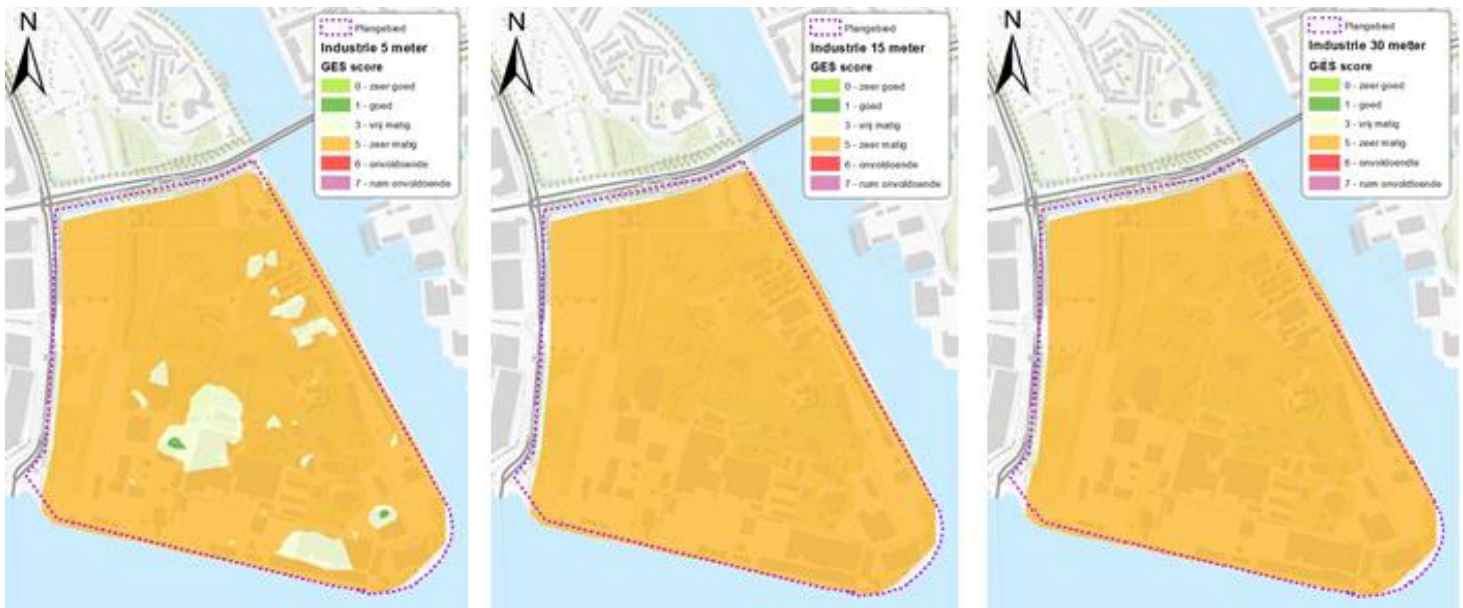 N
Plangebied
Industrie 5 meter
GES score
0 - zeer goed
1 - goed
3 - vrij matig
5 - zeer matig
6 - onvoldoende
7 - ruim onvoldoende
N
Plangebied
Industrie 15 meter
GES score
0 - zeer goed
1 - goed
3 - vrij matig
5 - zeer matig
6 - onvoldoende
7 - ruim onvoldoende
N
Plangebied
Industrie 30 meter
GES score
0 - zeer goed
1 - goed
3 - vrij matig
5 - zeer matig
6 - onvoldoende
7 - ruim onvoldoende